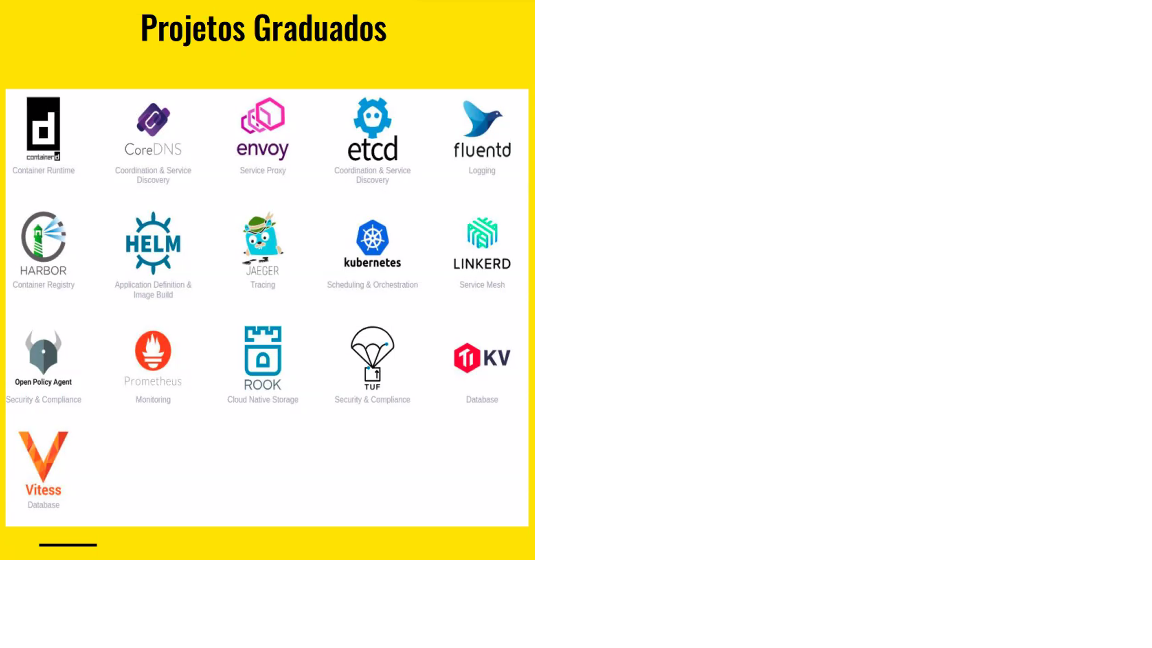 Projetos Graduados
d
containerd
Container Runtime
CoreDNS
Coordination & Service
Discovery
envoy
Service Proxy
etcd
Coordination & Service
Discovery
fluentd
Logging
HARBOR
Container Registry
HELM
Application Definition &
Image Build
JAEGER
Tracing
kubernetes
Scheduling & Orchestration
LINKERD
Service Mesh
Open Policy Agent
Security & Compliance
Prometheus
Monitoring
ROOK
Cloud Native Storage
TUF
Security & Compliance
Ti KV
Database
Vitess
Database